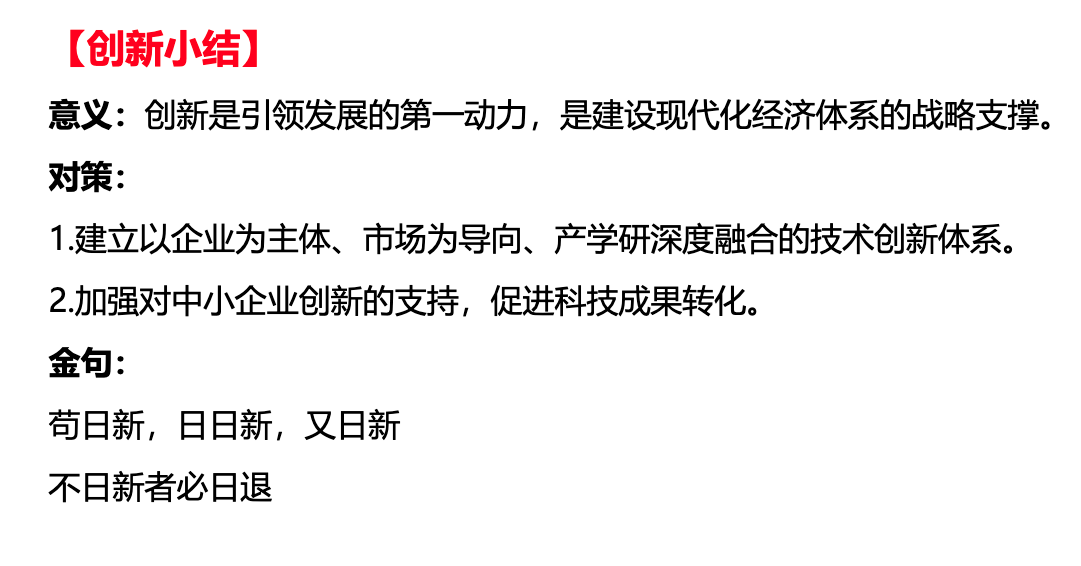 【创新小结】
意义：创新是引领发展的第一动力，是建设现代化经济体系的战略支撑。
对策：
1.建立以企业为主体、市场为导向、产学研深度融合的技术创新体系。
2.加强对中小企业创新的支持，促进科技成果转化。
金句：
苟日新，日日新，又日新
不日新者必日退